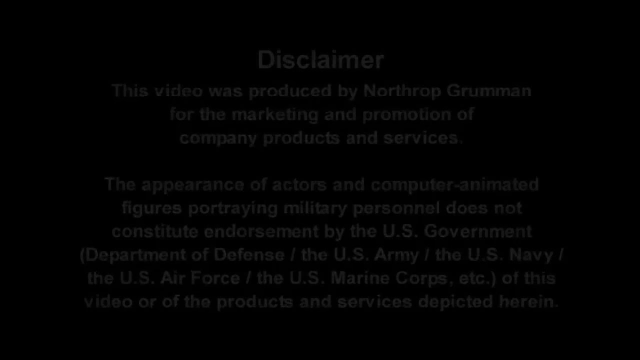 Disclaimer
This video was produced by Northrop Grumman
for the marketing and promotion of
company products and services.
The appearance of actors and computer-animated
figures portraying military personnel does not
constitute endorsement by the U.S. Government
(Department of Defense / the U.S. Army / the U.S. Navy /
the U.S. Air Force / the U.S. Marine Corps, etc.) of this
video or of the products and services depicted herein.